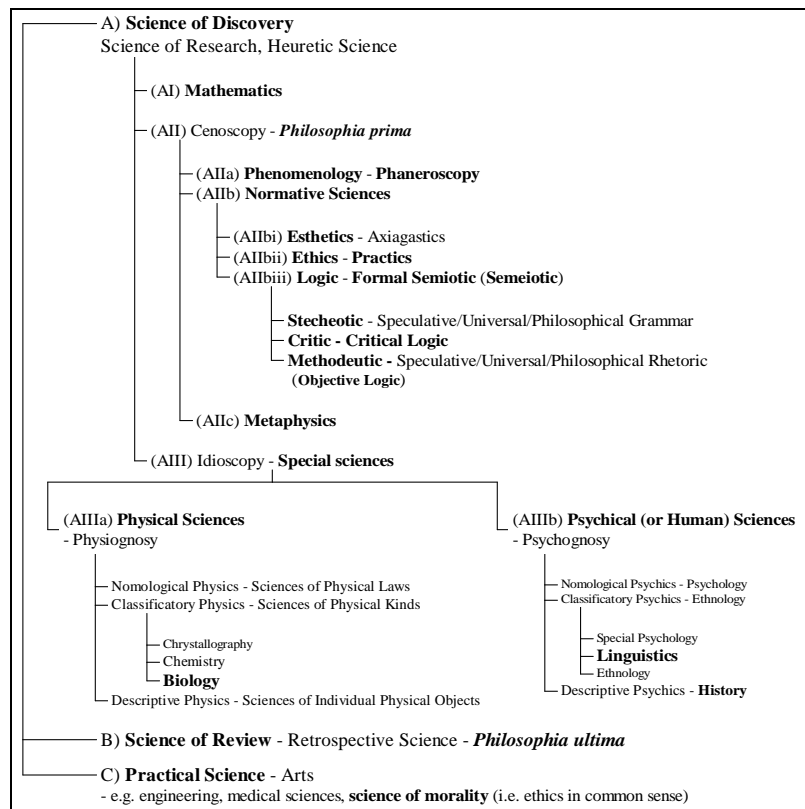 A) Science of Discovery
Science of Research, Heuretic Science
(AI) Mathematics
(AII) Cenoscopy - Philosophia prima
(AIIa) Phenomenology - Phaneroscopy
(AIIb) Normative Sciences
(AIIbi) Esthetics - Axiagastics
(AIIbii) Ethics - Practics
(AIIbiii) Logic - Formal Semiotic (Semeiotic)
Stecheotic - Speculative/Universal/Philosophical Grammar
Critic - Critical Logic
Methodeutic - Speculative/Universal/Philosophical Rhetoric
(Objective Logic)
(AIIc) Metaphysics
(AIII) Idioscopy - Special sciences
(AIIIa) Physical Sciences
- Physiognosy
Nomological Physics - Sciences of Physical Laws
Classificatory Physics - Sciences of Physical Kinds
Chrystallography
Chemistry
Biology
Descriptive Physics - Sciences of Individual Physical Objects
(AIIIb) Psychical (or Human) Sciences
- Psychognosy
Nomological Psychics - Psychology
Classificatory Psychics - Ethnology
Special Psychology
Linguistics
Ethnology
Descriptive Psychics - History
B) Science of Review - Retrospective Science - Philosophia ultima
C) Practical Science - Arts
- e.g. engineering, medical sciences, science of morality (i.e. ethics in common sense)